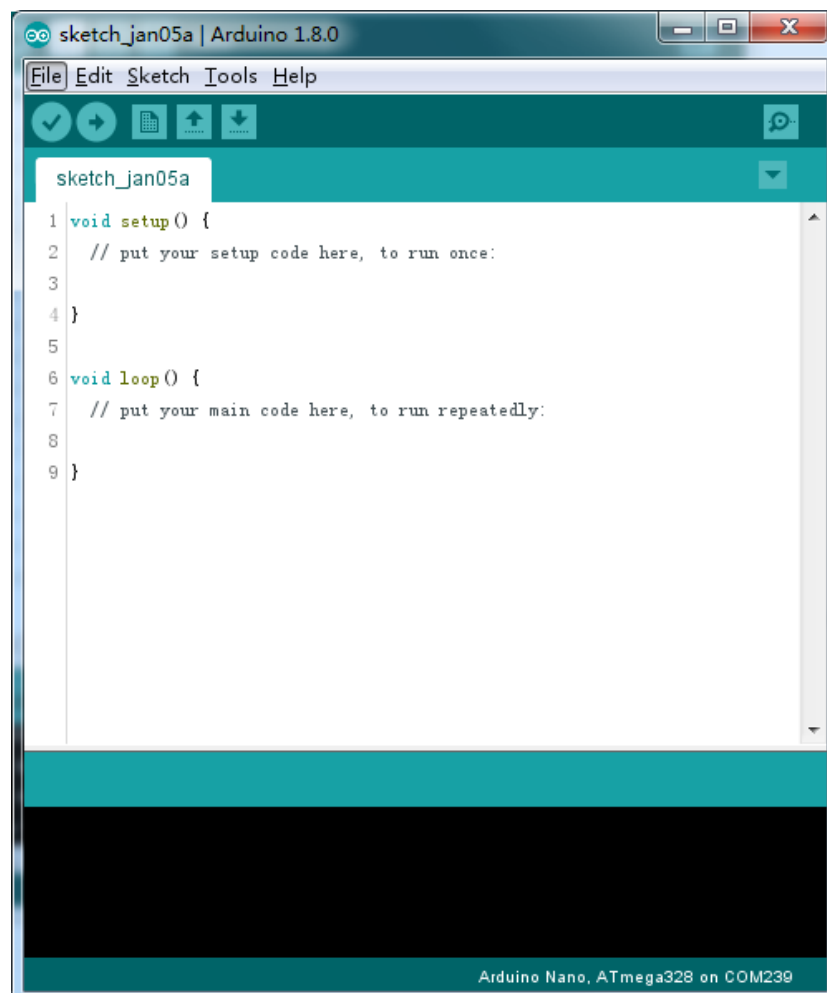 sketch_jan05a | Arduino 1.8.0
File Edit Sketch Tools Help
sketch_jan05a
1 void setup() {
2 // put your setup code here, to run once:
3
4 }
5
6 void loop() {
7 // put your main code here, to run repeatedly:
8
9 }
Arduino Nano, ATmega328 on COM239